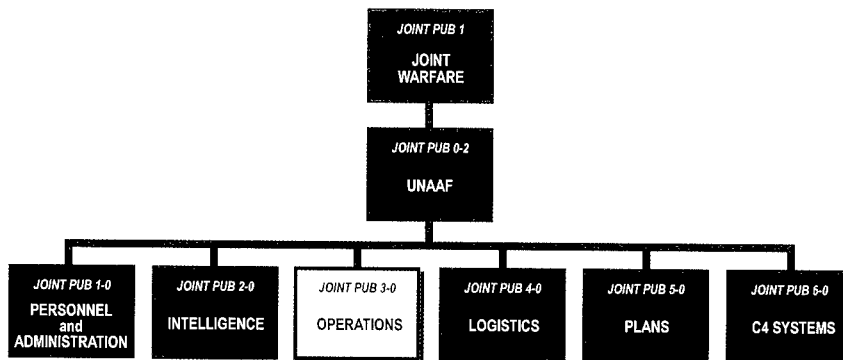 JOINT PUB 1
JOINT
WARFARE
JOINT PUB 0-2
UNAAF
JOINT PUB 1-0
PERSONNEL
and
ADMINISTRATION
JOINT PUB 2-0
INTELLIGENCE
JOINT PUB 3-0
OPERATIONS
JOINT PUB 4-0
LOGISTICS
JOINT PUB 5-0
PLANS
JOINT PUB 6-0
C4 SYSTEMS